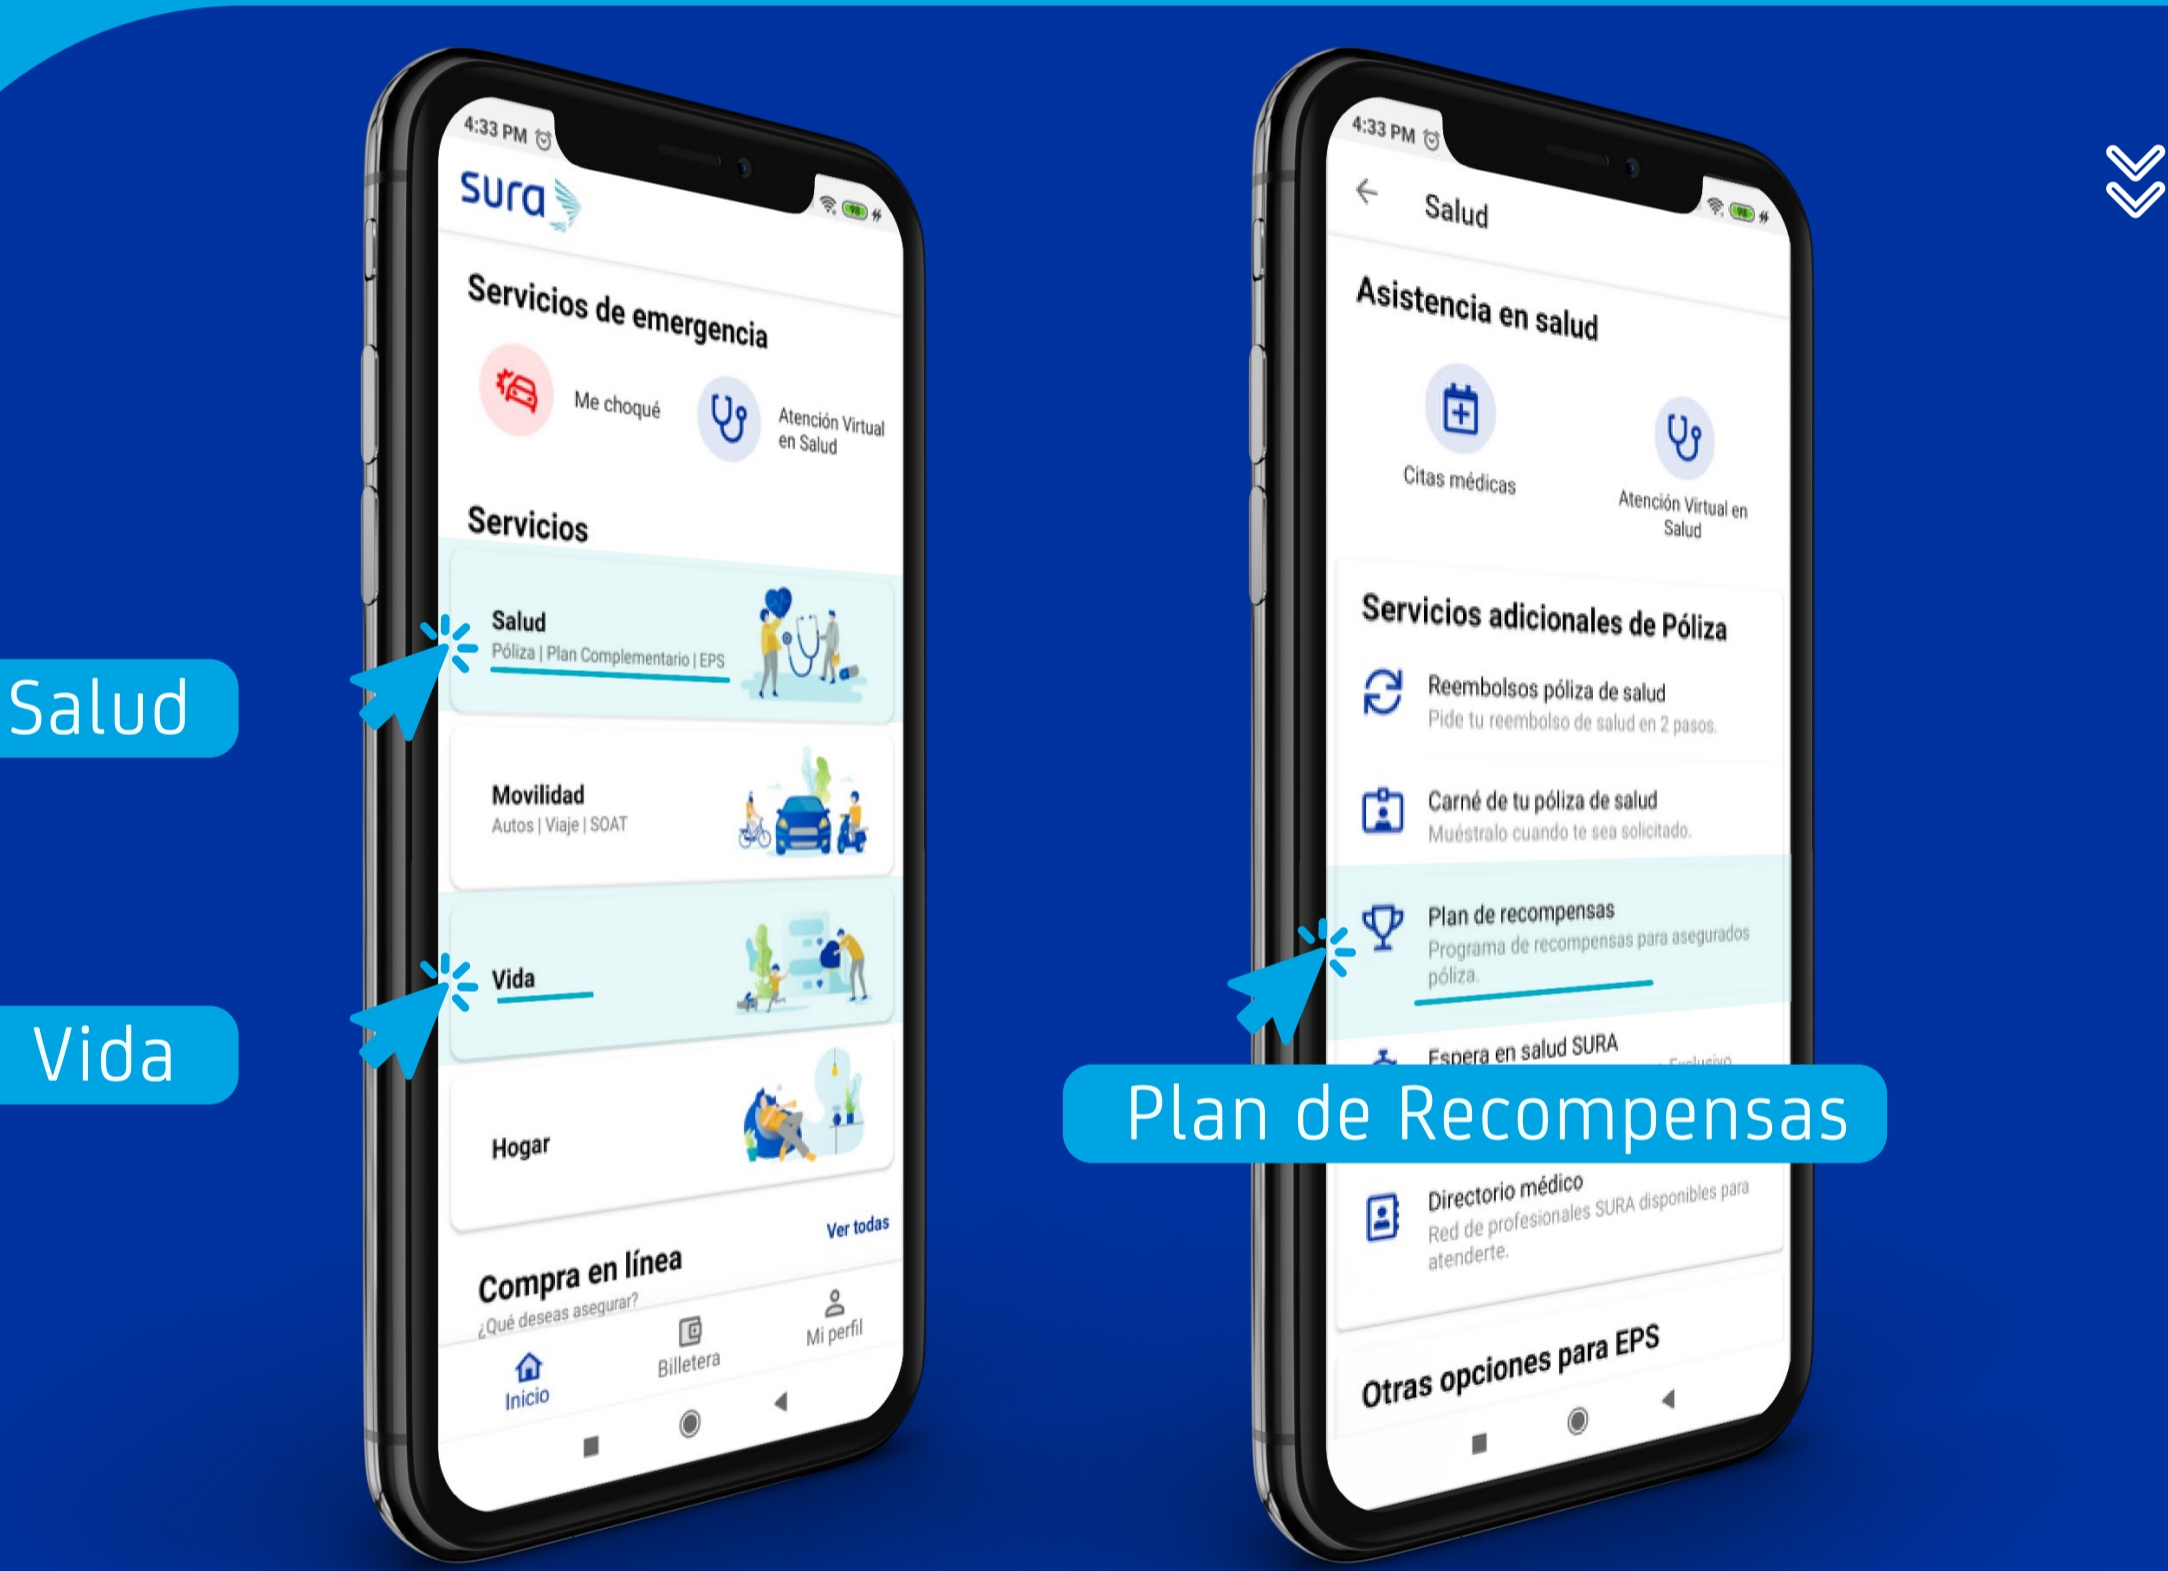 Salud
Vida
4:33 PM
98
sura
Servicios de emergencia
Me choqué
Atención Virtual
en Salud
Servicios
Salud
Póliza | Plan Complementario | EPS
Movilidad
Autos | Viaje | SOAT
Vida
Hogar
Ver todas
Compra en línea
¿Qué deseas asegurar?
Inicio
Billetera
Mi perfil
4:33 PM
98
Salud
Asistencia en salud
Citas médicas
Atención Virtual en
Salud
Servicios adicionales de Póliza
Reembolsos póliza de salud
Pide tu reembolso de salud en 2 pasos.
Carné de tu póliza de salud
Muéstralo cuando te sea solicitado.
Plan de recompensas
Programa de recompensas para asegurados
póliza.
Espera en salud SURA
Exclusivo
Plan de Recompensas
Directorio médico
Red de profesionales SURA disponibles para
atenderte.
Otras opciones para EPS